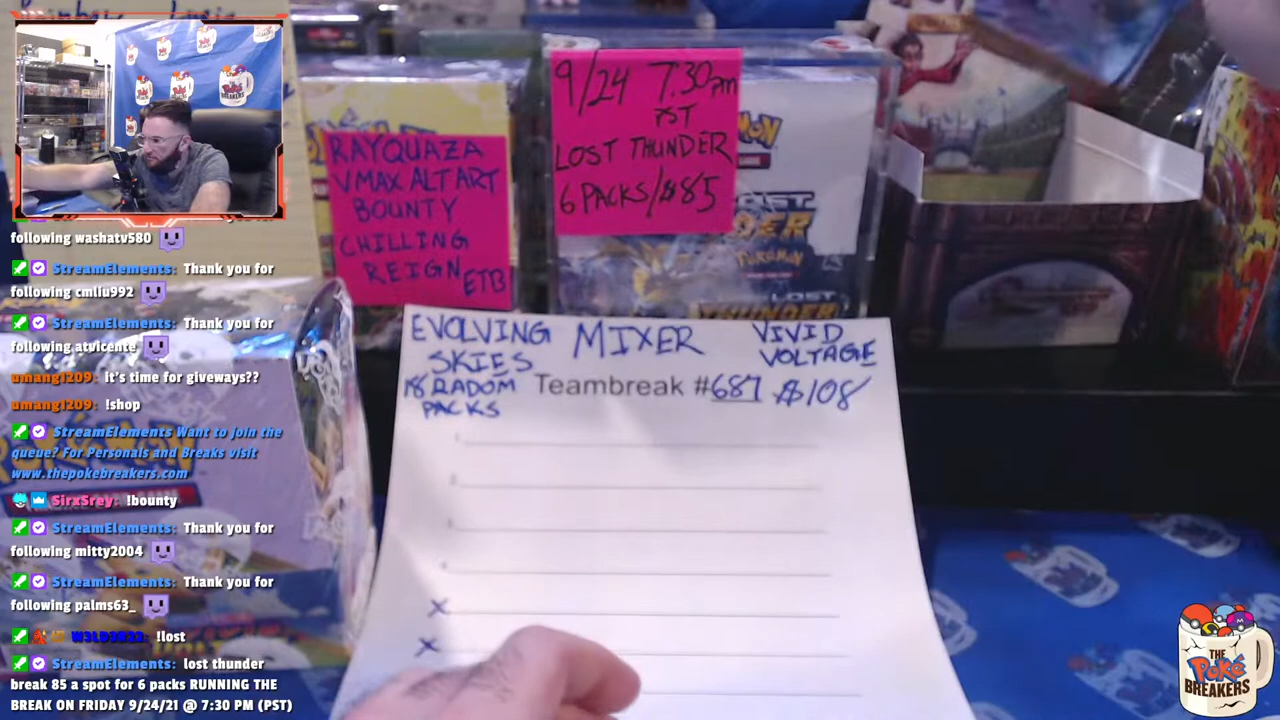 following washatv580
StreamElements: Thank you for
following cmliu992
StreamElements: Thank you for
following atvicente
umang1209: it's time for giveways??
umang1209: !shop
StreamElements Want to join the
queue? For Personals and Breaks visit
www.thepokebreakers.com
SirxSrey: !bounty
StreamElements: Thank you for
following mitty2004
StreamElements: Thank you for
following palms63_
!lost
StreamElements: lost thunder
break 85 a spot for 6 packs RUNNING THE
BREAK ON FRIDAY 9/24/21 @ 7:30 PM (PST)
RAYQUAZA
VMAX ALT ART
BOUNTY
CHILLING
REIGN ETB
9/24 7:30pm
PST
LOST THUNDER
6 PACKS/$85
EVOLVING
SKIES
18 RADOM
PACKS
MIXER
VIVID
VOLTAGE
Teambreak #687 $108
X
X
THUNDER
THE
Poké
BREAKERS